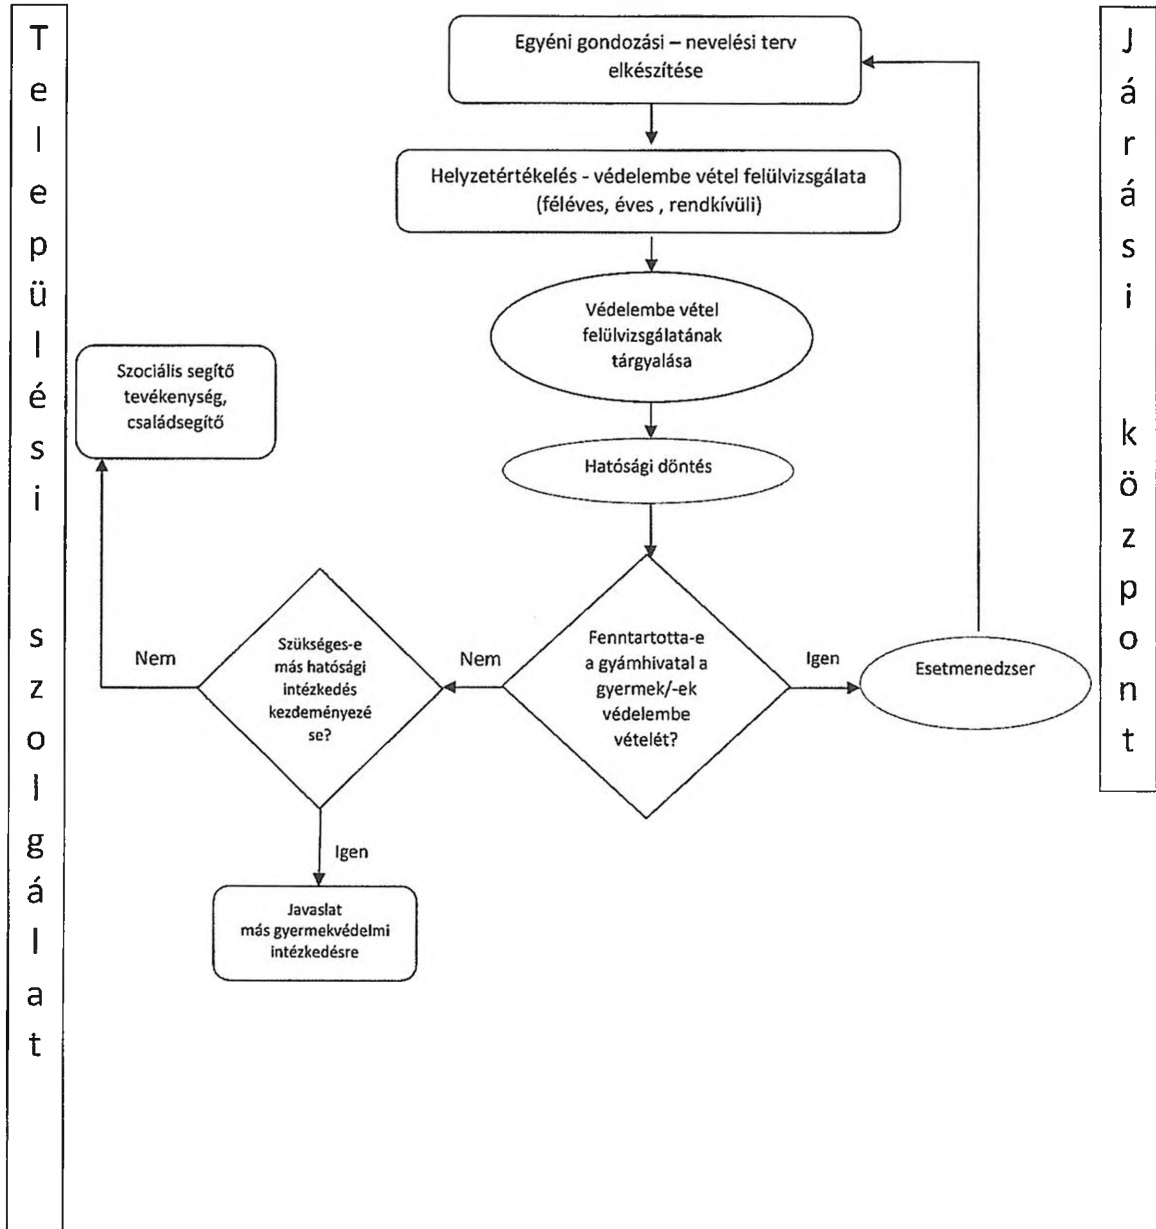 Települési szolgálat
Egyéni gondozási – nevelési terv
elkészítése
Helyzetértékelés - védelembe vétel felülvizsgálata
(féléves, éves , rendkívüli)
Védelembe vétel
felülvizsgálatának
tárgyalása
Szociális segítő
tevékenység,
családsegítő
Hatósági döntés
Nem
Szükséges-e
más hatósági
intézkedés
kezdeményezé
se?
Nem
Fenntartotta-e
a gyámhivatal a
gyermek/-ek
védelembe
vételét?
Igen
Esetmenedzser
Igen
Javaslat
más gyermekvédelmi
intézkedésre
Járási központ